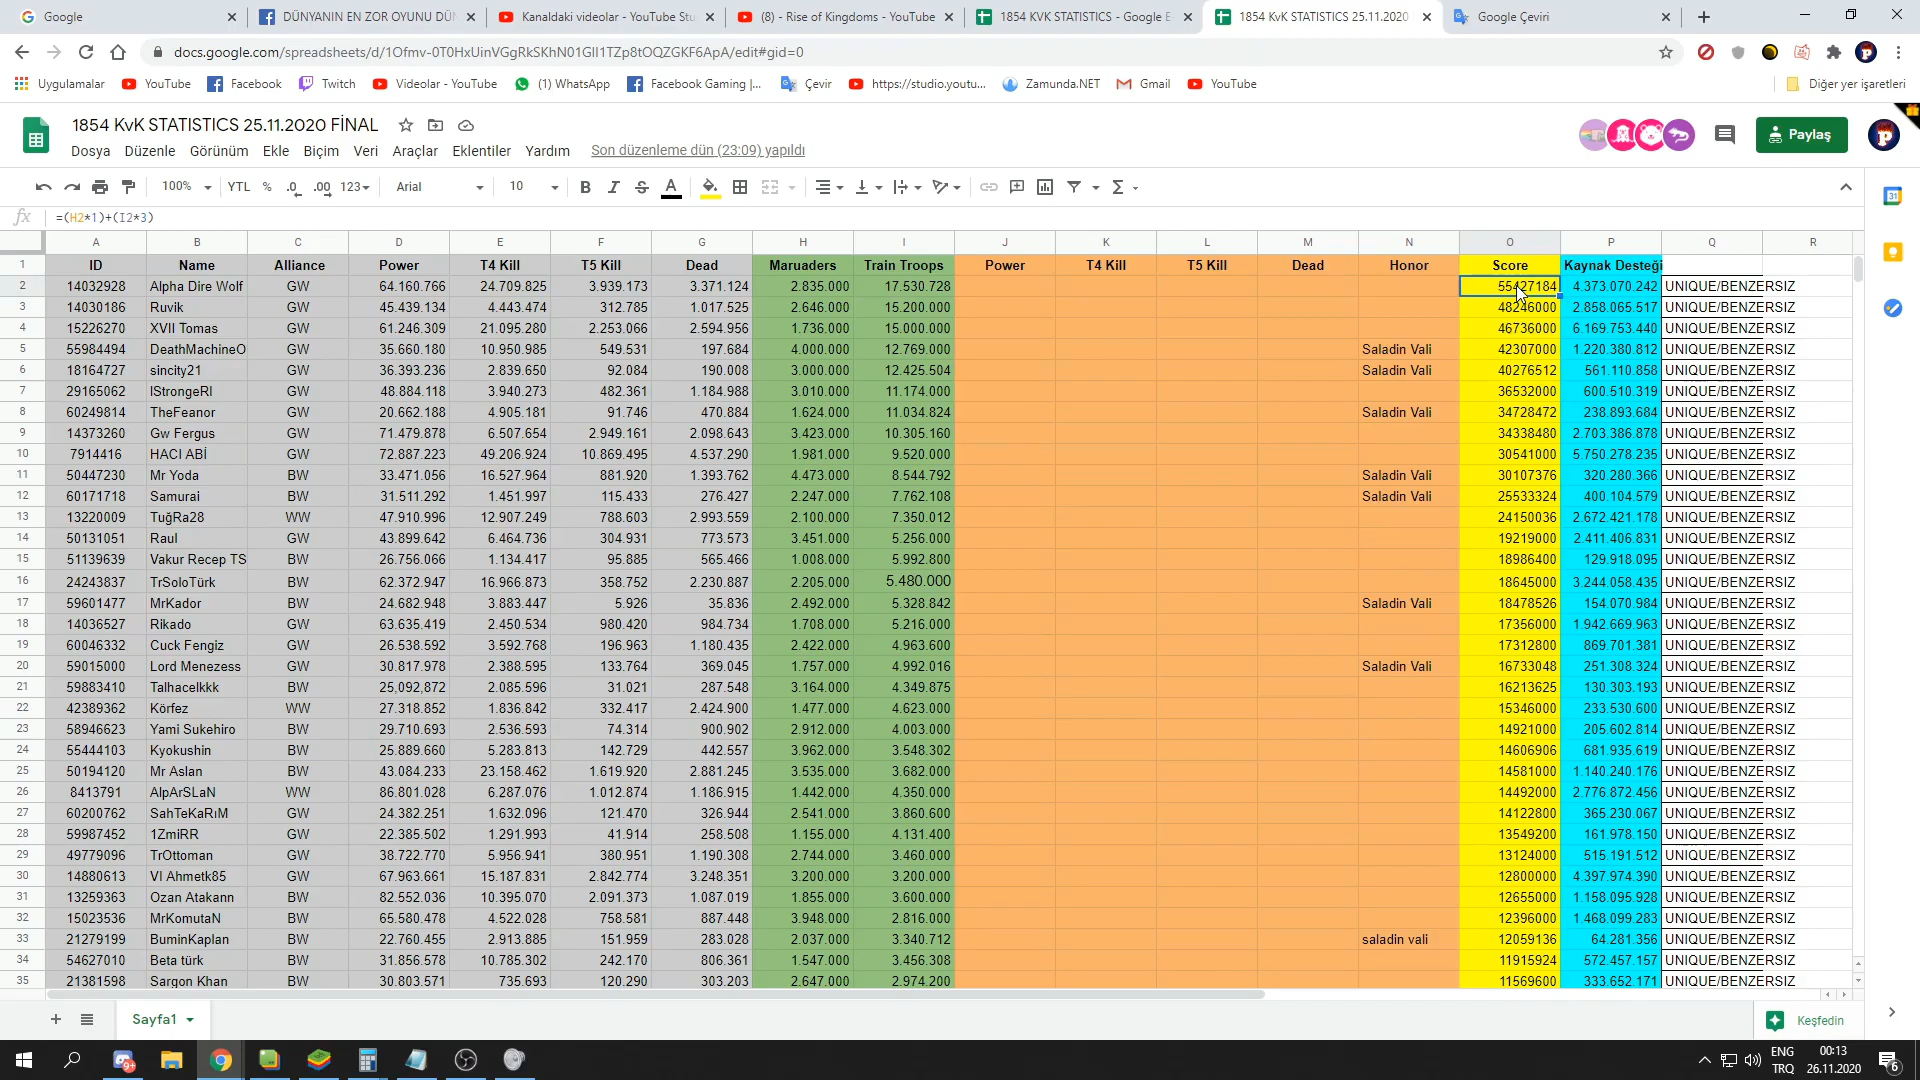 Google
DÜNYANIN EN ZOR OYUNU DÜN
Kanaldaki videolar - YouTube Stu
(8) - Rise of Kingdoms - YouTube
1854 KVK STATISTICS - Google E
1854 KvK STATISTICS 25.11.2020
Google Çeviri
docs.google.com/spreadsheets/d/1Ofmv-0T0HxUinVGgRkSKhN01GlI1TZp8tOQZGKF6ApA/edit#gid=0
Uygulamalar YouTube Facebook Twitch Videolar - YouTube (1) WhatsApp Facebook Gaming |... Çevir https://studio.youtu... Zamunda.NET Gmail YouTube Diğer yer işaretleri
1854 KvK STATISTICS 25.11.2020 FİNAL
Paylaş
Dosya Düzenle Görünüm Ekle Biçim Veri Araçlar Eklentiler Yardım Son düzenleme dün (23:09) yapıldı
100% YTL % .0 .00 123 Arial 10 B I S A
fx =(H2*1)+(I2*3)
A B C D E F G H I J K L M N O P Q R
1 ID Name Alliance Power T4 Kill T5 Kill Dead Maruaders Train Troops Power T4 Kill T5 Kill Dead Honor Score Kaynak Desteği
2 14032928 Alpha Dire Wolf GW 64.160.766 24.709.825 3.939.173 3.371.124 2.835.000 17.530.728 55427184 4.373.070.242 UNIQUE/BENZERSIZ
3 14030186 Ruvik GW 45.439.134 4.443.474 312.785 1.017.525 2.646.000 15.200.000 48246000 2.858.065.517 UNIQUE/BENZERSIZ
4 15226270 XVII Tomas GW 61.246.309 21.095.280 2.253.066 2.594.956 1.736.000 15.000.000 46736000 6.169.753.440 UNIQUE/BENZERSIZ
5 55984494 DeathMachineO GW 35.660.180 10.950.985 549.531 197.684 4.000.000 12.769.000 Saladin Vali 42307000 1.220.380.812 UNIQUE/BENZERSIZ
6 18164727 sincity21 GW 36.393.236 2.839.650 92.084 190.008 3.000.000 12.425.504 Saladin Vali 40276512 561.110.858 UNIQUE/BENZERSIZ
7 29165062 IStrongeRI GW 48.884.118 3.940.273 482.361 1.184.988 3.010.000 11.174.000 36532000 600.510.319 UNIQUE/BENZERSIZ
8 60249814 TheFeanor GW 20.662.188 4.905.181 91.746 470.884 1.624.000 11.034.824 Saladin Vali 34728472 238.893.684 UNIQUE/BENZERSIZ
9 14373260 Gw Fergus GW 71.479.878 6.507.654 2.949.161 2.098.643 3.423.000 10.305.160 34338480 2.703.386.878 UNIQUE/BENZERSIZ
10 7914416 HACI ABİ GW 72.887.223 49.206.924 10.869.495 4.537.290 1.981.000 9.520.000 30541000 5.750.278.235 UNIQUE/BENZERSIZ
11 50447230 Mr Yoda BW 33.471.056 16.527.964 881.920 1.393.762 4.473.000 8.544.792 Saladin Vali 30107376 320.280.366 UNIQUE/BENZERSIZ
12 60171718 Samurai BW 31.511.292 1.451.997 115.433 276.427 2.247.000 7.762.108 Saladin Vali 25533324 400.104.579 UNIQUE/BENZERSIZ
13 13220009 TuğRa28 WW 47.910.996 12.907.249 788.603 2.993.559 2.100.000 7.350.012 24150036 2.672.421.178 UNIQUE/BENZERSIZ
14 50131051 Raul GW 43.899.642 6.464.736 304.931 773.573 3.451.000 5.256.000 19219000 2.411.406.831 UNIQUE/BENZERSIZ
15 51139639 Vakur Recep TS BW 26.756.066 1.134.417 95.885 565.466 1.008.000 5.992.800 18986400 129.918.095 UNIQUE/BENZERSIZ
16 24243837 TrSoloTürk BW 62.372.947 16.966.873 358.752 2.230.887 2.205.000 5.480.000 18645000 3.244.058.435 UNIQUE/BENZERSIZ
17 59601477 MrKador BW 24.682.948 3.883.447 5.926 35.836 2.492.000 5.328.842 Saladin Vali 18478526 154.070.984 UNIQUE/BENZERSIZ
18 14036527 Rikado GW 63.635.419 2.450.534 980.420 984.734 1.708.000 5.216.000 17356000 1.942.669.963 UNIQUE/BENZERSIZ
19 60046332 Cuck Fengiz GW 26.538.592 3.592.768 196.963 1.180.435 2.422.000 4.963.600 17312800 869.701.381 UNIQUE/BENZERSIZ
20 59015000 Lord Menezess GW 30.817.978 2.388.595 133.764 369.045 1.757.000 4.992.016 Saladin Vali 16733048 251.308.324 UNIQUE/BENZERSIZ
21 59883410 Talhacelkkk BW 25,092,872 2.085.596 31.021 287.548 3.164.000 4.349.875 16213625 130.303.193 UNIQUE/BENZERSIZ
22 42389362 Körfez WW 27.318.852 1.836.842 332.417 2.424.900 1.477.000 4.623.000 15346000 233.530.600 UNIQUE/BENZERSIZ
23 58946623 Yami Sukehiro BW 29.710.693 2.536.593 74.314 900.902 2.912.000 4.003.000 14921000 205.602.814 UNIQUE/BENZERSIZ
24 55444103 Kyokushin BW 25.889.660 5.283.813 142.729 442.557 3.962.000 3.548.302 14606906 681.935.619 UNIQUE/BENZERSIZ
25 50194120 Mr Aslan BW 43.084.233 23.158.462 1.619.920 2.881.245 3.535.000 3.682.000 14581000 1.140.240.176 UNIQUE/BENZERSIZ
26 8413791 AlpArSLaN WW 86.801.028 6.287.076 1.012.874 1.186.915 1.442.000 4.350.000 14492000 2.776.872.456 UNIQUE/BENZERSIZ
27 60200762 SahTeKaRıM GW 24.382.251 1.632.096 121.470 326.944 2.541.000 3.860.600 14122800 365.230.067 UNIQUE/BENZERSIZ
28 59987452 1ZmiRR GW 22.385.502 1.291.993 41.914 258.508 1.155.000 4.131.400 13549200 161.978.150 UNIQUE/BENZERSIZ
29 49779096 TrOttoman GW 38.722.770 5.956.941 380.951 1.190.308 2.744.000 3.460.000 13124000 515.191.512 UNIQUE/BENZERSIZ
30 14880613 VI Ahmetk85 GW 67.963.661 15.187.831 2.842.774 3.248.351 3.200.000 3.200.000 12800000 4.397.974.390 UNIQUE/BENZERSIZ
31 13259363 Ozan Atakann BW 82.552.036 10.395.070 2.091.373 1.087.019 1.855.000 3.600.000 12655000 1.158.095.928 UNIQUE/BENZERSIZ
32 15023536 MrKomutaN BW 65.580.478 4.522.028 758.581 887.448 3.948.000 2.816.000 12396000 1.468.099.283 UNIQUE/BENZERSIZ
33 21279199 BuminKaplan BW 22.760.455 2.913.885 151.959 283.028 2.037.000 3.340.712 saladin vali 12059136 64.281.356 UNIQUE/BENZERSIZ
34 54627010 Beta türk BW 31.856.578 10.785.302 242.170 806.361 1.547.000 3.456.308 11915924 572.457.157 UNIQUE/BENZERSIZ
35 21381598 Sargon Khan BW 30.803.571 735.693 120.290 303.203 2.647.000 2.974.200 11569600 333.652.171 UNIQUE/BENZERSIZ
Sayfa1
Keşfedin
ENG 00:13
TRQ 26.11.2020